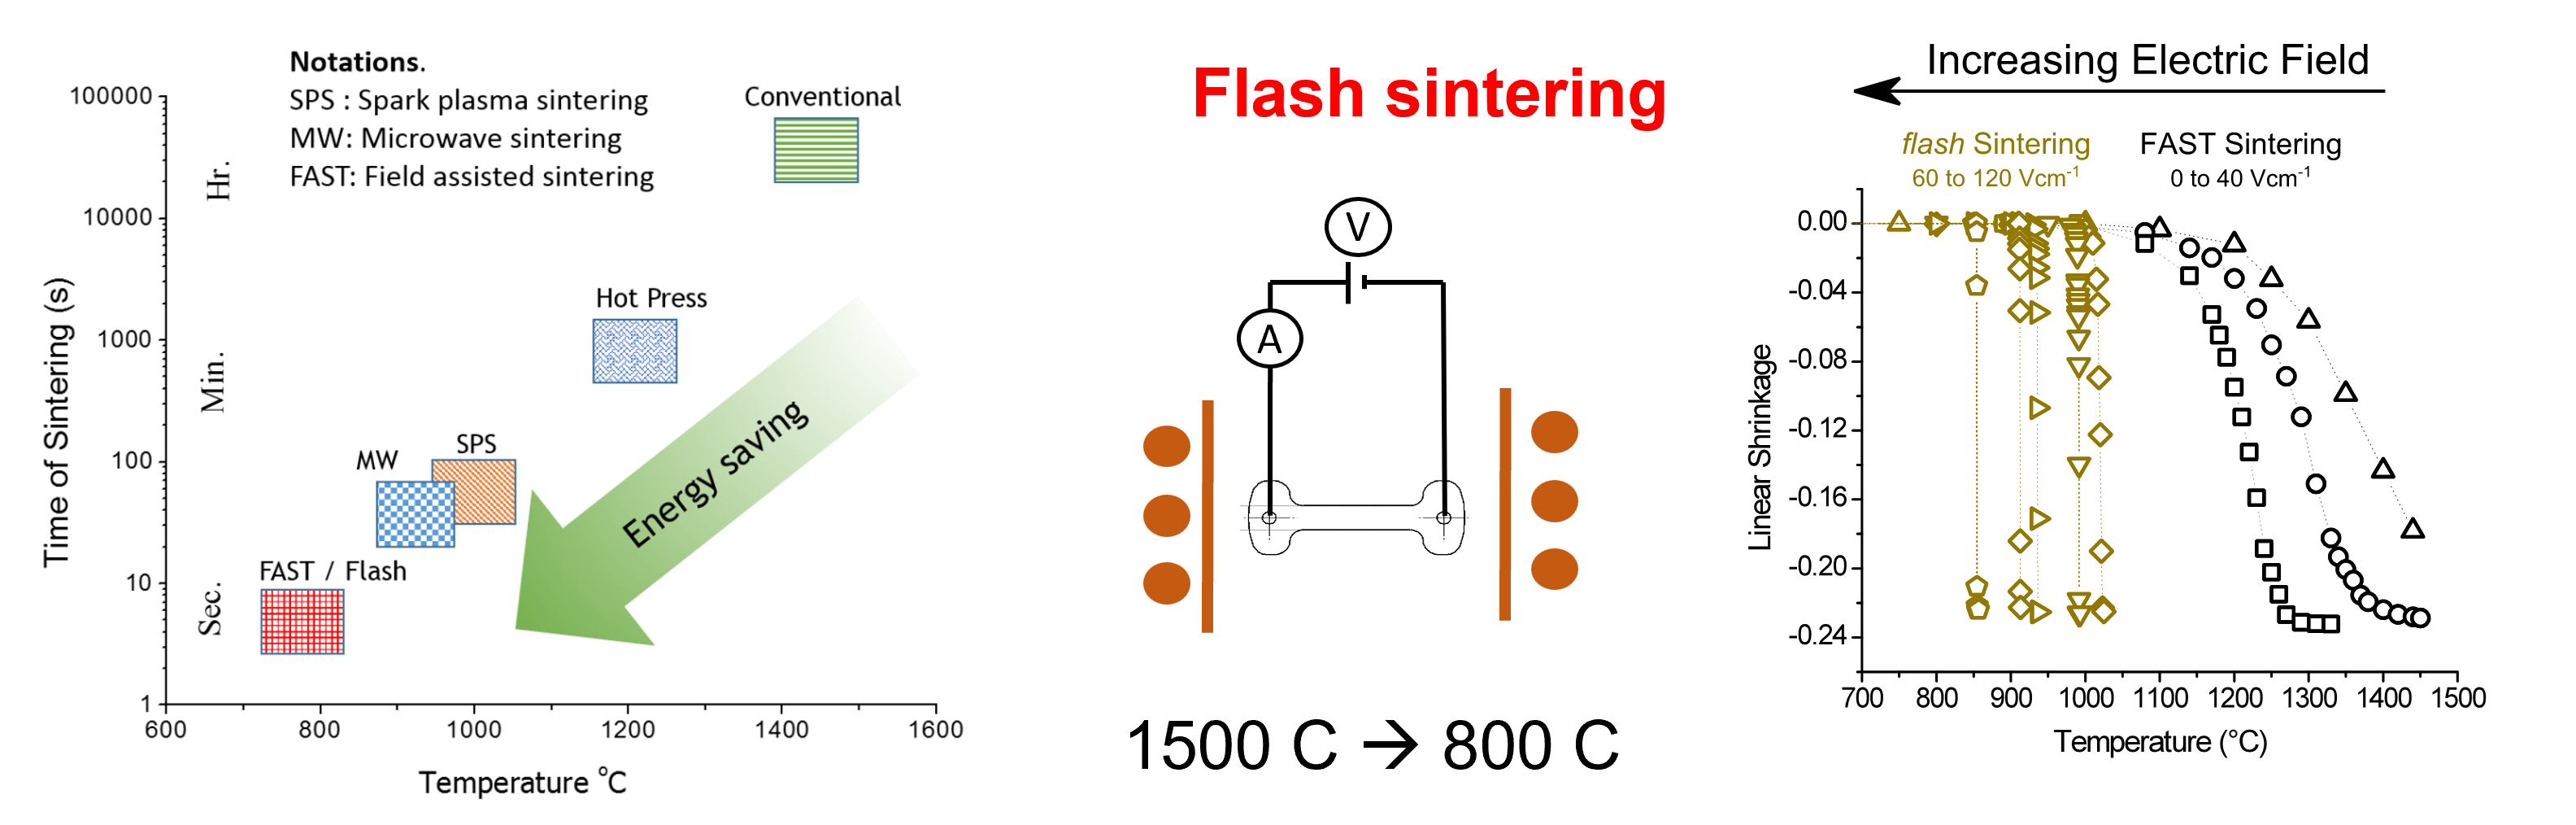 Notations.
SPS : Spark plasma sintering
MW: Microwave sintering
FAST: Field assisted sintering
Conventional
Hot Press
SPS
MW
FAST / Flash
Energy saving
Time of Sintering (s)
Hr.
Min.
Sec.
100000
10000
1000
100
10
1
600 800 1000 1200 1400 1600
Temperature °C
Flash sintering
V
A
1500 C → 800 C
Increasing Electric Field
flash Sintering
60 to 120 Vcm⁻¹
FAST Sintering
0 to 40 Vcm⁻¹
Linear Shrinkage
0.00
-0.04
-0.08
-0.12
-0.16
-0.20
-0.24
700 800 900 1000 1100 1200 1300 1400 1500
Temperature (°C)